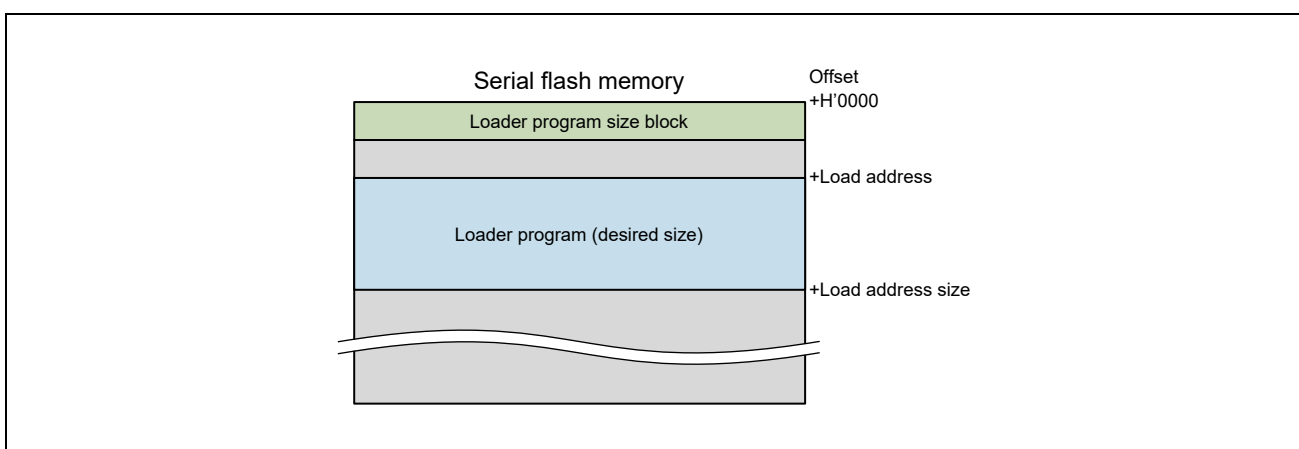 Serial flash memory
Offset
+H’0000
Loader program size block
+Load address
Loader program (desired size)
+Load address size